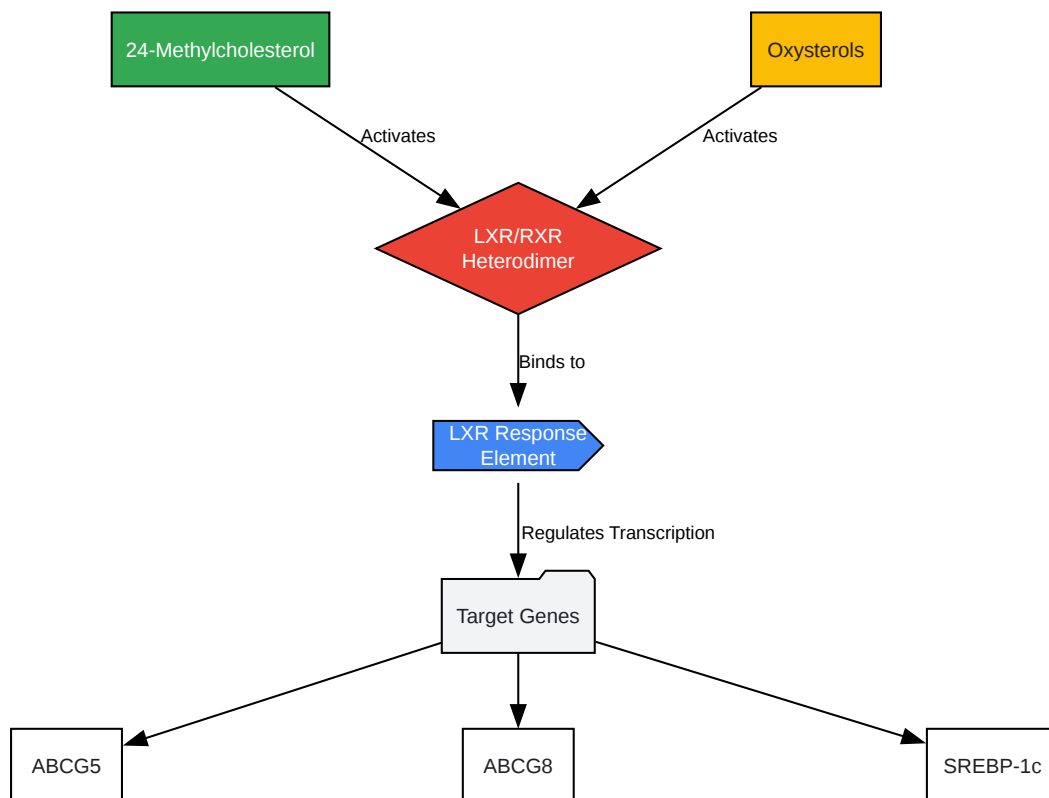 24-Methylcholesterol
Oxysterols
Activates
Activates
LXR/RXR
Heterodimer
Binds to
LXR Response
Element
Regulates Transcription
Target Genes
ABCG5
ABCG8
SREBP-1c